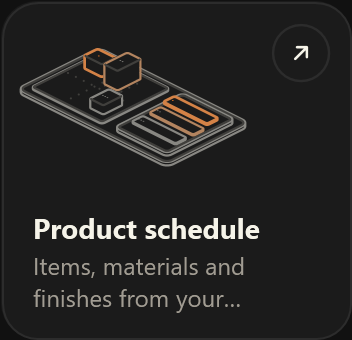 Product schedule
Items, materials and
finishes from your...